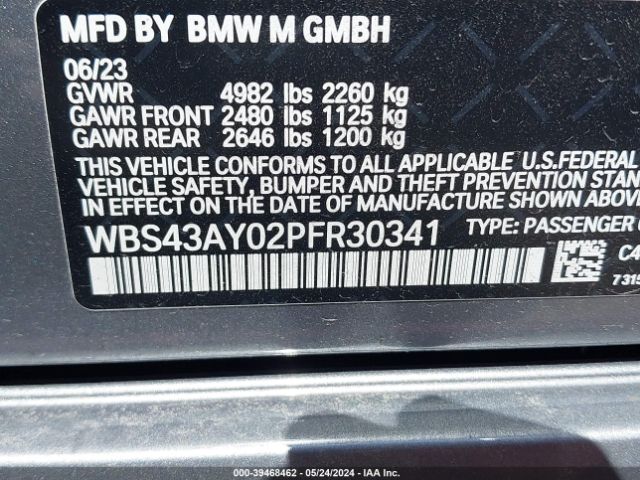 MFD BY BMW M GMBH
06/23
GVWR 4982 lbs 2260 kg
GAWR FRONT 2480 lbs 1125 kg
GAWR REAR 2646 lbs 1200 kg
THIS VEHICLE CONFORMS TO ALL APPLICABLE U.S.FEDERAL
VEHICLE SAFETY, BUMPER AND THEFT PREVENTION STAN
IN EFFECT ON THE DATE OF MANUFACTURE SHOWN ABOVE.
WBS43AY02PFR30341 TYPE: PASSENGER
C4
7315
000-39468462 - 05/24/2024 - IAA Inc.